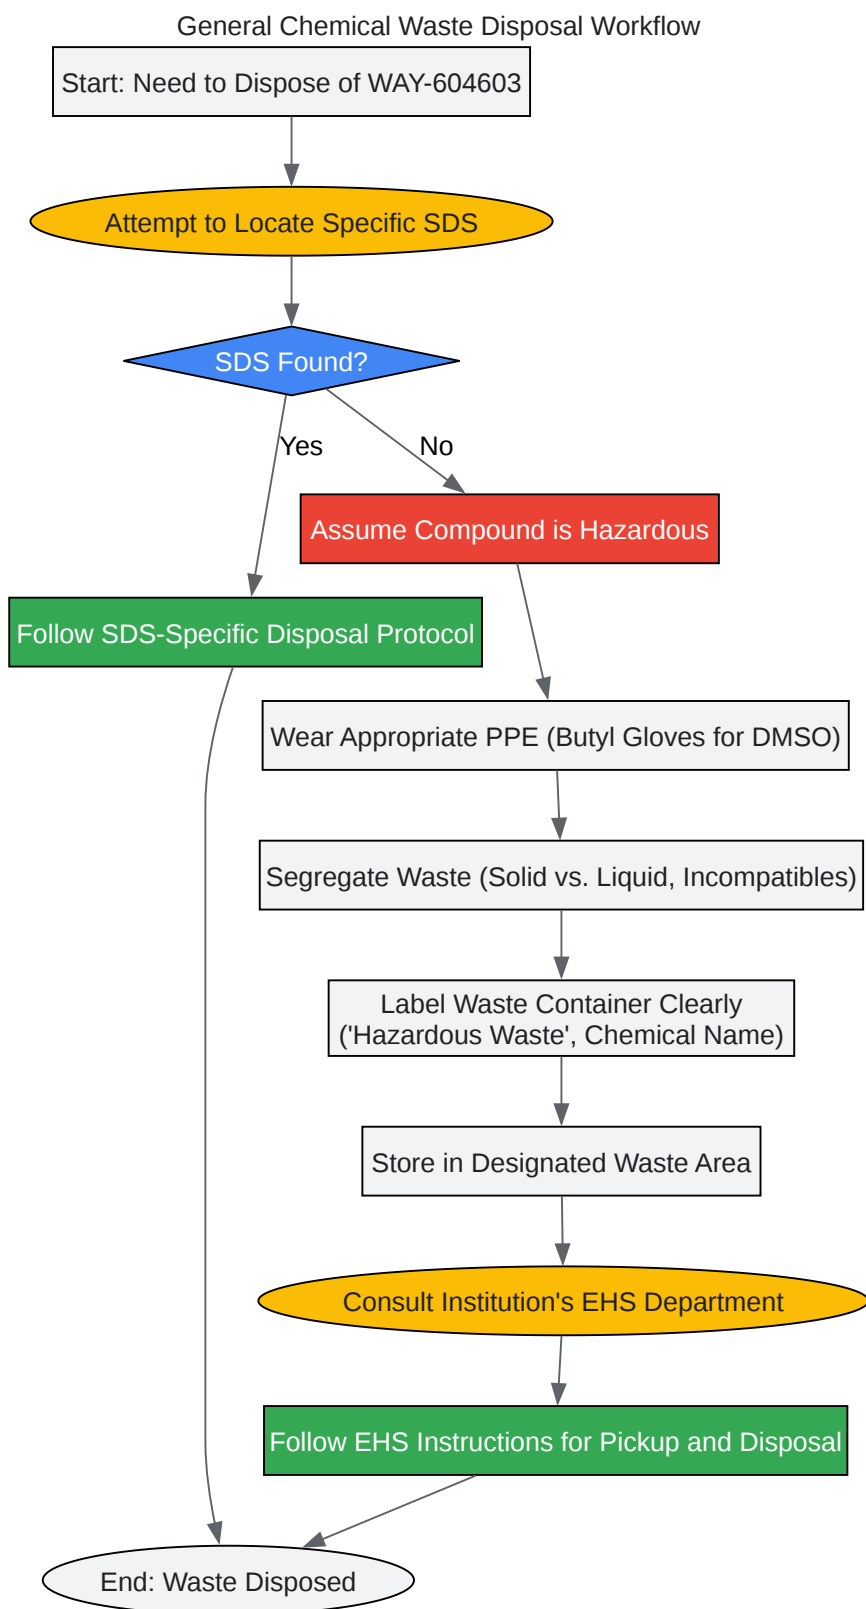 General Chemical Waste Disposal Workflow
Start: Need to Dispose of WAY-604603
Attempt to Locate Specific SDS
SDS Found?
Yes
No
Assume Compound is Hazardous
Follow SDS-Specific Disposal Protocol
Wear Appropriate PPE (Butyl Gloves for DMSO)
Segregate Waste (Solid vs. Liquid, Incompatibles)
Label Waste Container Clearly
('Hazardous Waste', Chemical Name)
Store in Designated Waste Area
Consult Institution's EHS Department
Follow EHS Instructions for Pickup and Disposal
End: Waste Disposed